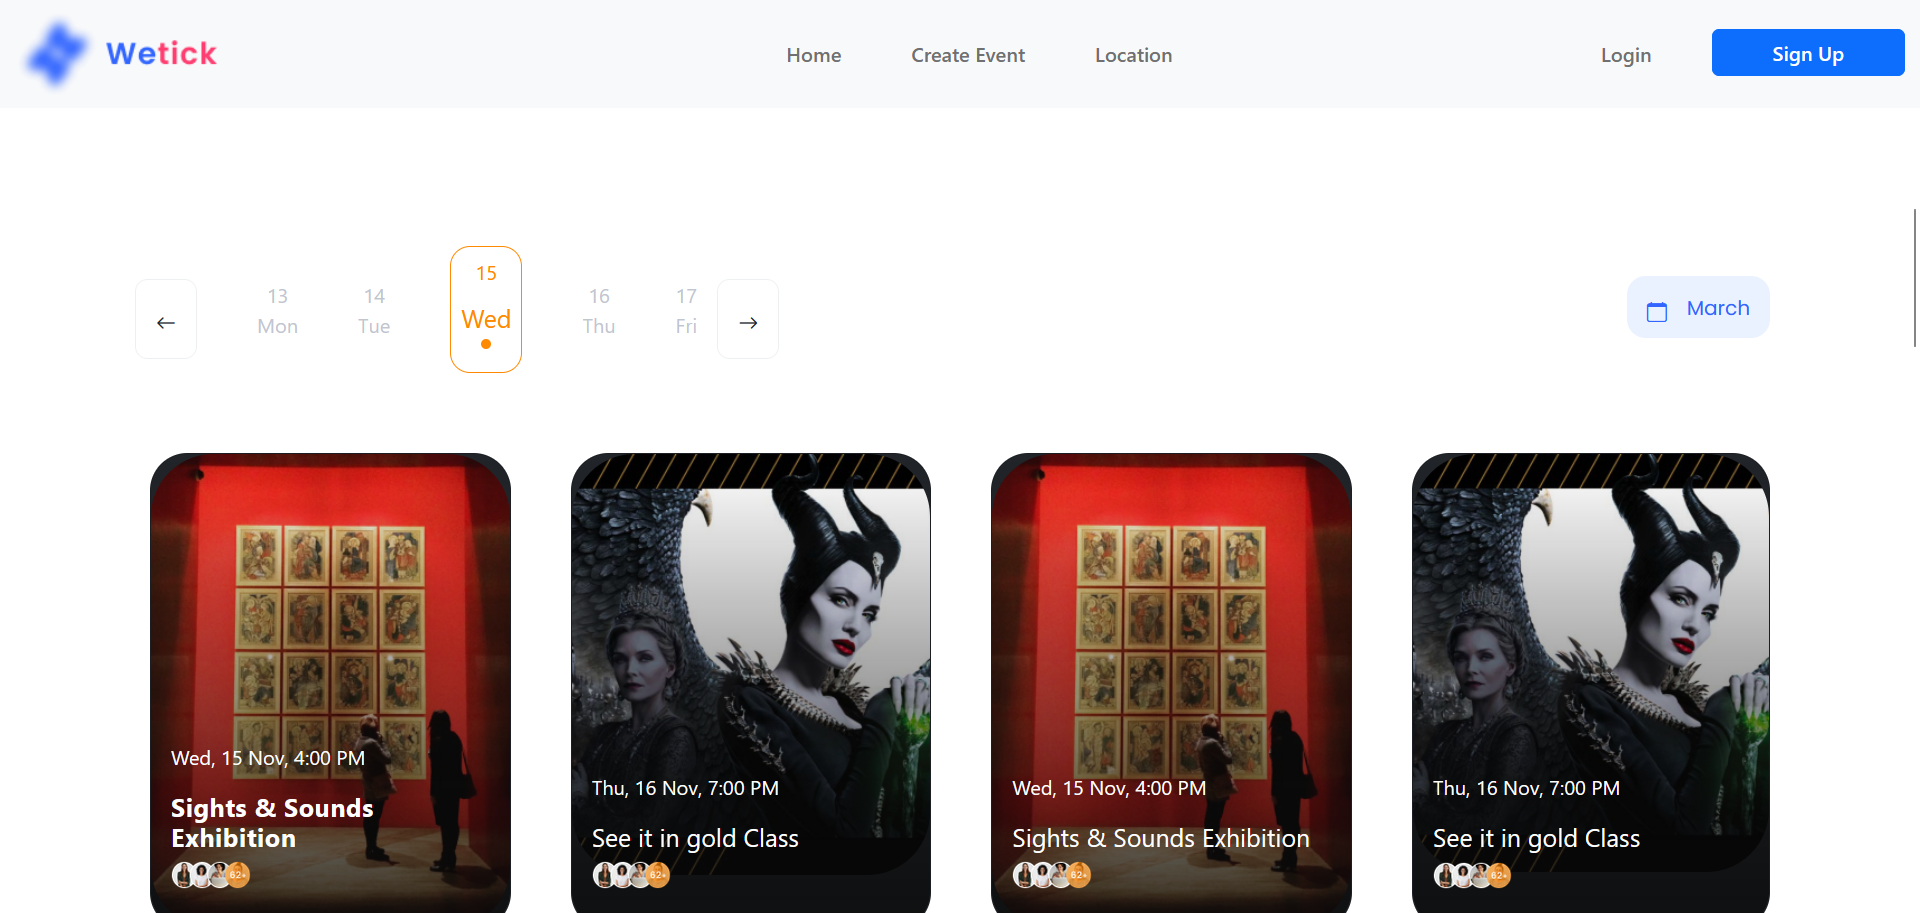 Wetick
Home
Create Event
Location
Login
Sign Up
13
Mon
14
Tue
15
Wed
16
Thu
17
Fri
March
Wed, 15 Nov, 4:00 PM
Sights & Sounds
Exhibition
62+
Thu, 16 Nov, 7:00 PM
See it in gold Class
62+
Wed, 15 Nov, 4:00 PM
Sights & Sounds Exhibition
62+
Thu, 16 Nov, 7:00 PM
See it in gold Class
62+